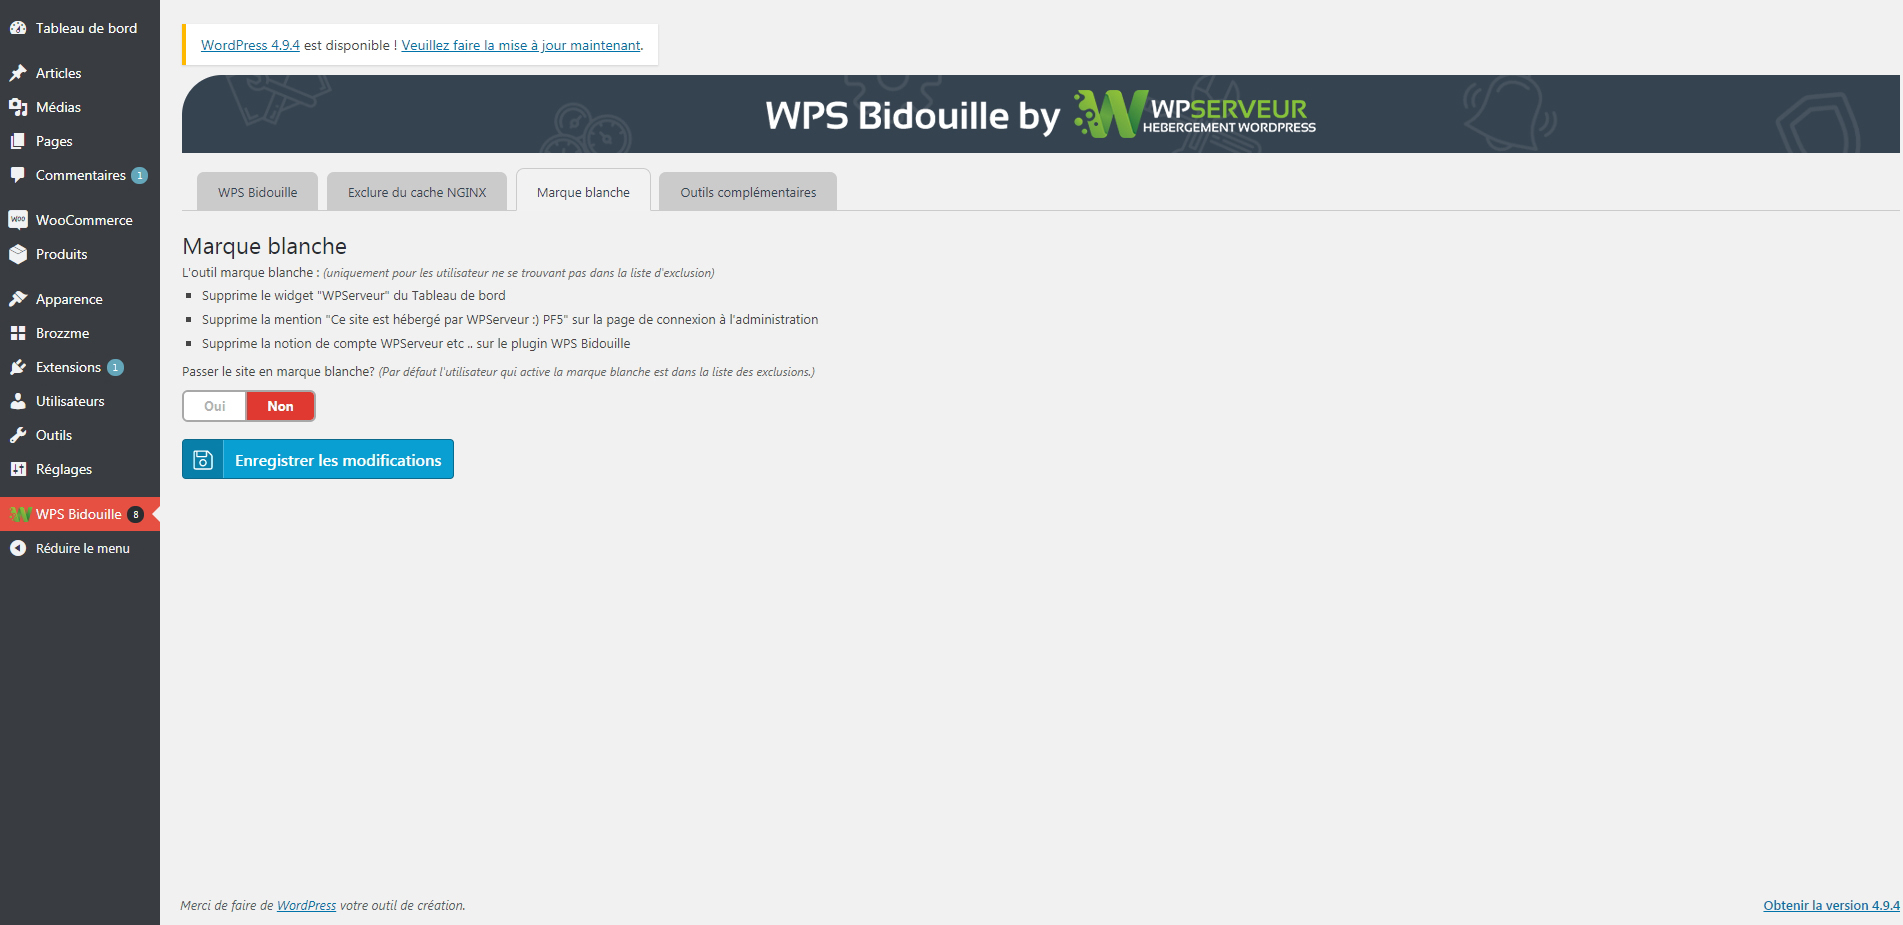 Tableau de bord
Articles
Médias
Pages
Commentaires 1
WooCommerce
Produits
Apparence
Brozzme
Extensions 1
Utilisateurs
Outils
Réglages
WPS Bidouille 8
Réduire le menu
WordPress 4.9.4 est disponible ! Veuillez faire la mise à jour maintenant.
WPS Bidouille by WPSERVEUR
HEBERGEMENT WORDPRESS
WPS Bidouille
Exclure du cache NGINX
Marque blanche
Outils complémentaires
Marque blanche
L'outil marque blanche : (uniquement pour les utilisateur ne se trouvant pas dans la liste d'exclusion)
Supprime le widget "WPServeur" du Tableau de bord
Supprime la mention "Ce site est hébergé par WPServeur :) PF5" sur la page de connexion à l'administration
Supprime la notion de compte WPServeur etc .. sur le plugin WPS Bidouille
Passer le site en marque blanche? (Par défaut l'utilisateur qui active la marque blanche est dans la liste des exclusions.)
Oui Non
Enregistrer les modifications
Merci de faire de WordPress votre outil de création.
Obtenir la version 4.9.4